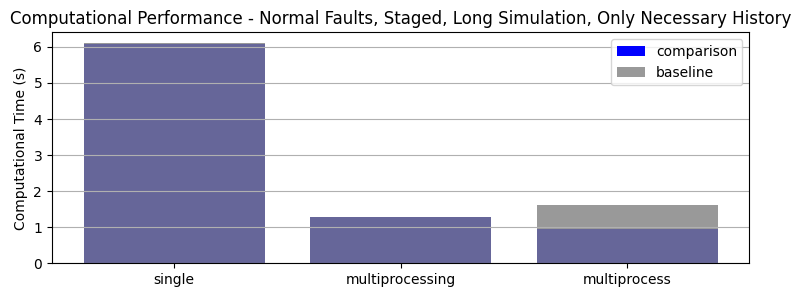 Computational Performance - Normal Faults, Staged, Long Simulation, Only Necessary History
Computational Time (s)
6
5
4
3
2
1
0
comparison
baseline
single
multiprocessing
multiprocess